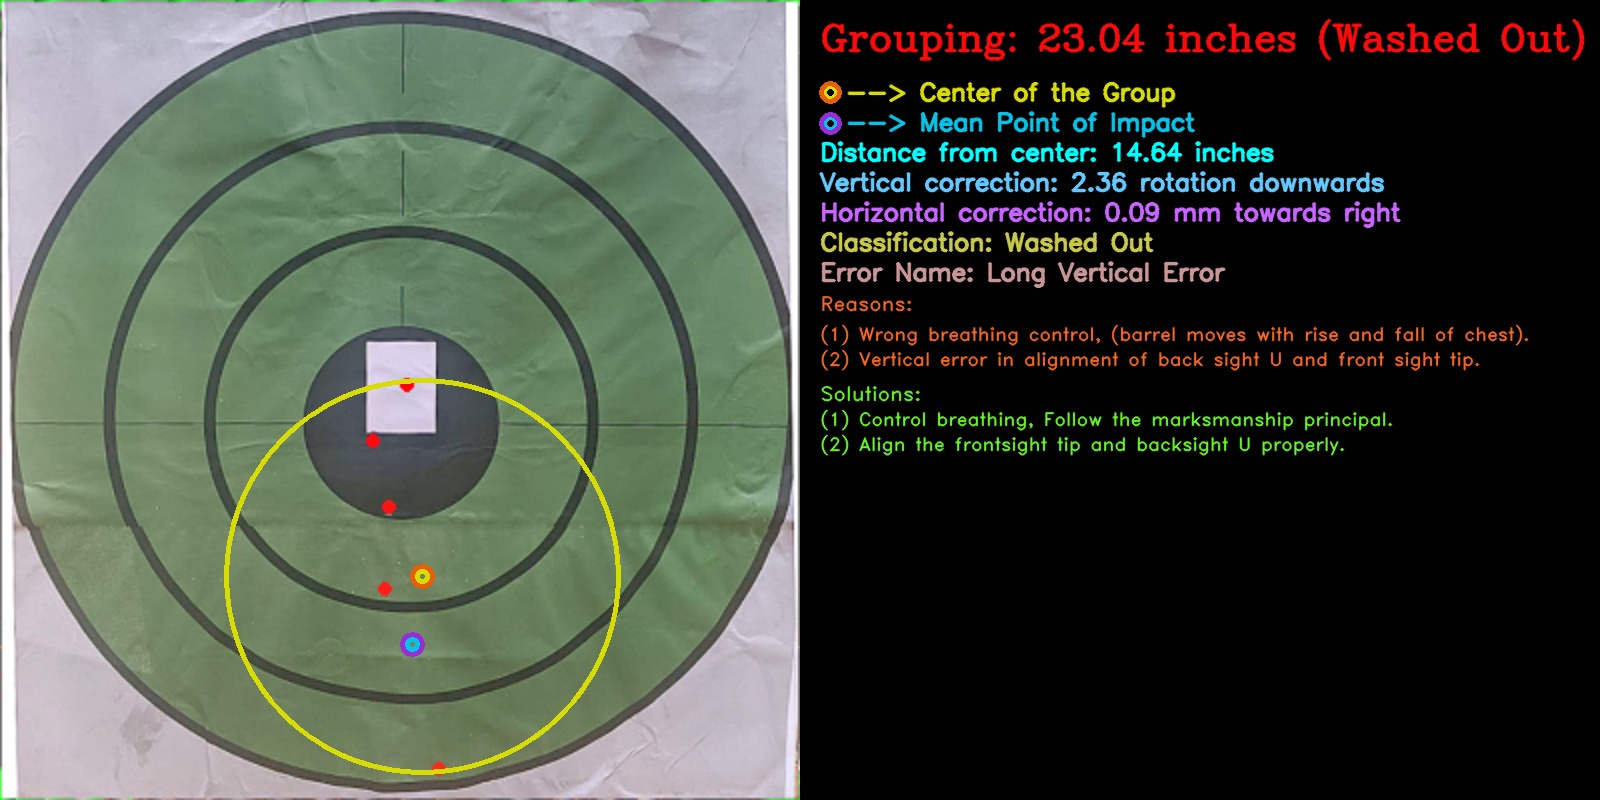 Grouping: 23.04 inches (Washed Out)
--> Center of the Group
--> Mean Point of Impact
Distance from center: 14.64 inches
Vertical correction: 2.36 rotation downwards
Horizontal correction: 0.09 mm towards right
Classification: Washed Out
Error Name: Long Vertical Error
Reasons:
(1) Wrong breathing control, (barrel moves with rise and fall of chest).
(2) Vertical error in alignment of back sight U and front sight tip.
Solutions:
(1) Control breathing, Follow the marksmanship principal.
(2) Align the frontsight tip and backsight U properly.